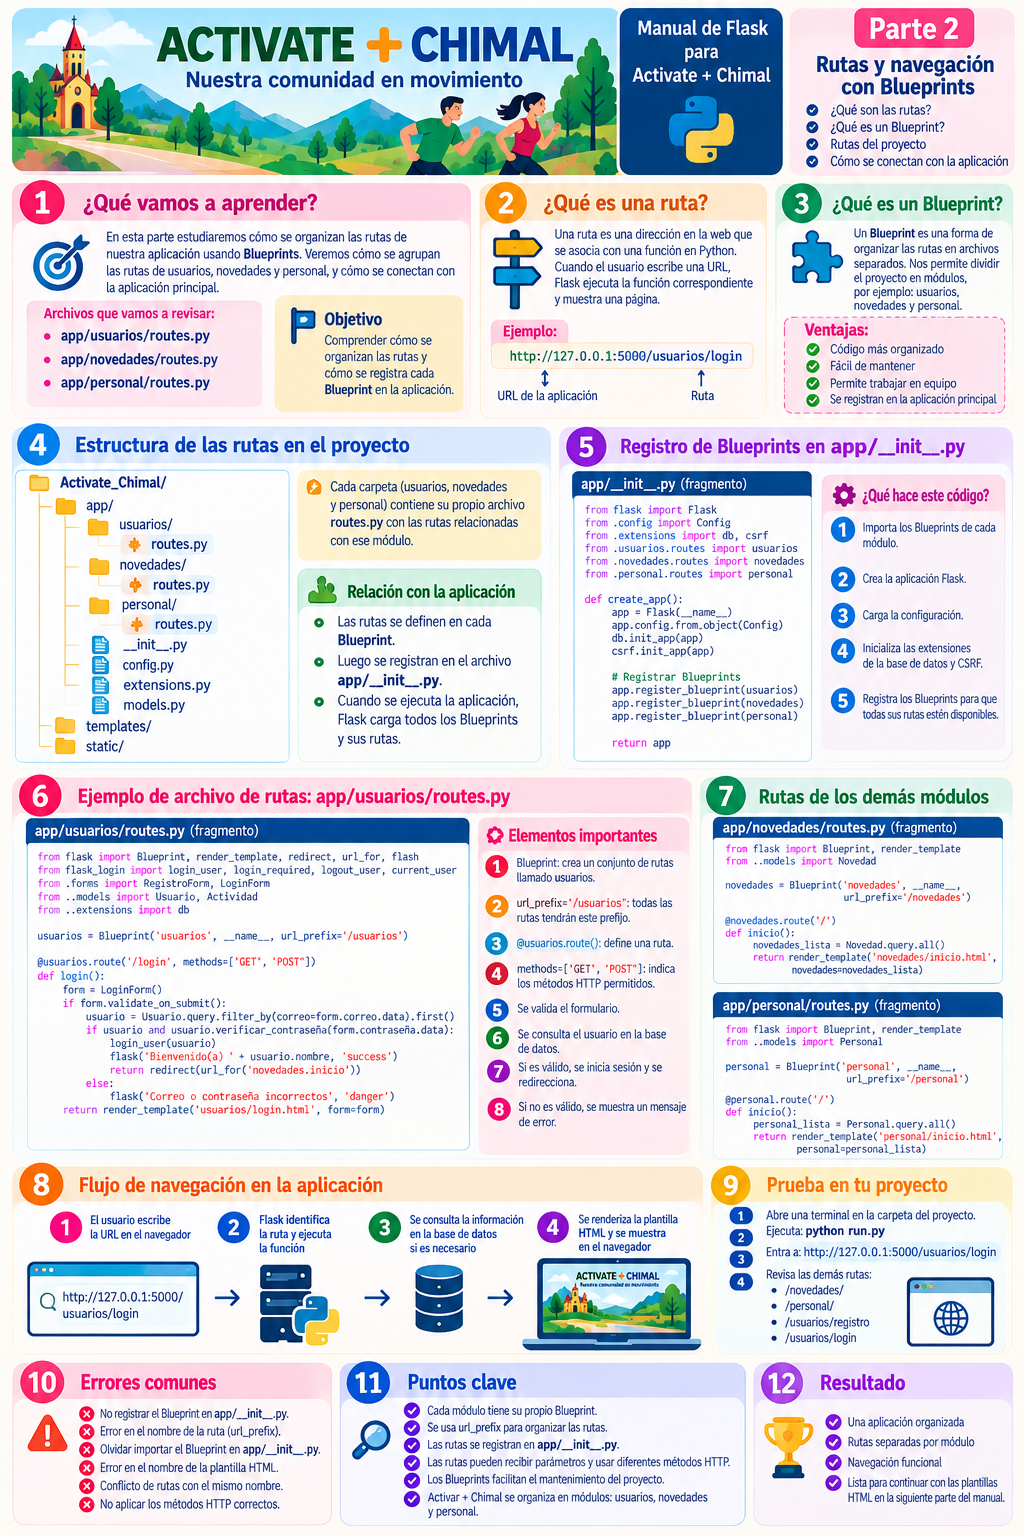 ACTIVATE + CHIMAL
Nuestra comunidad en movimiento
Manual de Flask
para
Activate + Chimal
Parte 2
Rutas y navegación
con Blueprints
¿Qué son las rutas?
¿Qué es un Blueprint?
Rutas del proyecto
Cómo se conectan con la aplicación
1 ¿Qué vamos a aprender?
En esta parte estudiaremos cómo se organizan las rutas de
nuestra aplicación usando Blueprints. Veremos cómo se agrupan
las rutas de usuarios, novedades y personal, y cómo se conectan con
la aplicación principal.
Archivos que vamos a revisar:
• app/usuarios/routes.py
• app/novedades/routes.py
• app/personal/routes.py
Objetivo
Comprender cómo se
organizan las rutas y
cómo se registra cada
Blueprint en la aplicación.
2 ¿Qué es una ruta?
Una ruta es una dirección en la web que
se asocia con una función en Python.
Cuando el usuario escribe una URL,
Flask ejecuta la función correspondiente
y muestra una página.
Ejemplo:
http://127.0.0.1:5000/usuarios/login
URL de la aplicación
Ruta
3 ¿Qué es un Blueprint?
Un Blueprint es una forma de
organizar las rutas en archivos
separados. Nos permite dividir
el proyecto en módulos,
por ejemplo: usuarios,
novedades y personal.
Ventajas:
Código más organizado
Fácil de mantener
Permite trabajar en equipo
Se registran en la aplicación principal
4 Estructura de las rutas en el proyecto
Activate_Chimal/
app/
usuarios/
routes.py
novedades/
routes.py
personal/
routes.py
__init__.py
config.py
extensions.py
models.py
templates/
static/
Cada carpeta (usuarios, novedades
y personal) contiene su propio archivo
routes.py con las rutas relacionadas
con ese módulo.
Relación con la aplicación
Las rutas se definen en cada
Blueprint.
Luego se registran en el archivo
app/__init__.py.
Cuando se ejecuta la aplicación,
Flask carga todos los Blueprints
y sus rutas.
5 Registro de Blueprints en app/__init__.py
app/__init__.py (fragmento)
from flask import Flask
from .config import Config
from .extensions import db, csrf
from .usuarios.routes import usuarios
from .novedades.routes import novedades
from .personal.routes import personal
def create_app():
app = Flask(__name__)
app.config.from_object(Config)
db.init_app(app)
csrf.init_app(app)
# Registrar Blueprints
app.register_blueprint(usuarios)
app.register_blueprint(novedades)
app.register_blueprint(personal)
return app
¿Qué hace este código?
1 Importa los Blueprints de cada
módulo.
2 Crea la aplicación Flask.
3 Carga la configuración.
4 Inicializa las extensiones
de la base de datos y CSRF.
5 Registra los Blueprints para que
todas sus rutas estén disponibles.
6 Ejemplo de archivo de rutas: app/usuarios/routes.py
app/usuarios/routes.py (fragmento)
from flask import Blueprint, render_template, redirect, url_for, flash
from flask_login import login_user, login_required, logout_user, current_user
from .forms import RegistroForm, LoginForm
from ..models import Usuario, Actividad
from ..extensions import db
usuarios = Blueprint('usuarios', __name__, url_prefix='/usuarios')
@usuarios.route('/login', methods=['GET', 'POST"])
def login():
form = LoginForm()
if form.validate_on_submit():
usuario = Usuario.query.filter_by(correo=form.correo.data).first()
if usuario and usuario.verificar_contraseña(form.contraseña.data):
login_user(usuario)
flash('Bienvenido(a) ' + usuario.nombre, 'success')
return redirect(url_for('novedades.inicio'))
else:
flash('Correo o contraseña incorrectos', 'danger')
return render_template('usuarios/login.html', form=form)
Elementos importantes
1 Blueprint: crea un conjunto de rutas
llamado usuarios.
2 url_prefix='/usuarios": todas las
rutas tendrán este prefijo.
3 @usuarios.route(): define una ruta.
4 methods=['GET', 'POST"]: indica
los métodos HTTP permitidos.
5 Se valida el formulario.
6 Se consulta el usuario en la base
de datos.
7 Si es válido, se inicia sesión y se
redirecciona.
8 Si no es válido, se muestra un mensaje
de error.
7 Rutas de los demás módulos
app/novedades/routes.py (fragmento)
from flask import Blueprint, render_template
from ..models import Novedad
novedades = Blueprint('novedades', __name__,
url_prefix='/novedades')
@novedades.route('/')
def inicio():
novedades_lista = Novedad.query.all()
return render_template('novedades/inicio.html',
novedades=novedades_lista)
app/personal/routes.py (fragmento)
from flask import Blueprint, render_template
from ..models import Personal
personal = Blueprint('personal', __name__,
url_prefix='/personal')
@personal.route('/')
def inicio():
personal_lista = Personal.query.all()
return render_template('personal/inicio.html',
personal=personal_lista)
8 Flujo de navegación en la aplicación
1 El usuario escribe
la URL en el navegador
http://127.0.0.1:5000/
usuarios/login
2 Flask identifica
la ruta y ejecuta
la función
3 Se consulta la información
en la base de datos
si es necesario
4 Se renderiza la plantilla
HTML y se muestra
en el navegador
ACTIVATE + CHIMAL
Nuestra comunidad en movimiento
9 Prueba en tu proyecto
1 Abre una terminal en la carpeta del proyecto.
2 Ejecuta: python run.py
3 Entra a: http://127.0.0.1:5000/usuarios/login
4 Revisa las demás rutas:
• /novedades/
• /personal/
• /usuarios/registro
• /usuarios/login
10 Errores comunes
No registrar el Blueprint en app/__init__.py.
Error en el nombre de la ruta (url_prefix).
Olvidar importar el Blueprint en app/__init__.py.
Error en el nombre de la plantilla HTML.
Conflicto de rutas con el mismo nombre.
No aplicar los métodos HTTP correctos.
11 Puntos clave
Cada módulo tiene su propio Blueprint.
Se usa url_prefix para organizar las rutas.
Las rutas se registran en app/__init__.py.
Las rutas pueden recibir parámetros y usar diferentes métodos HTTP.
Los Blueprints facilitan el mantenimiento del proyecto.
Activar + Chimal se organiza en módulos: usuarios, novedades
y personal.
12 Resultado
Una aplicación organizada
Rutas separadas por módulo
Navegación funcional
Lista para continuar con las plantillas
HTML en la siguiente parte del manual.